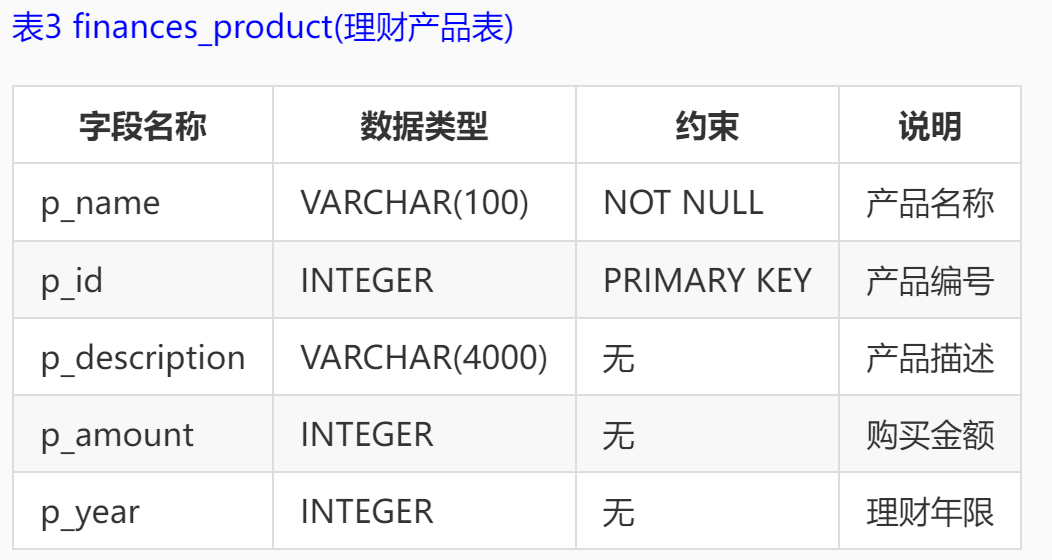 表3 finances_product(理财产品表)
字段名称 数据类型 约束 说明
p_name VARCHAR(100) NOT NULL 产品名称
p_id INTEGER PRIMARY KEY 产品编号
p_description VARCHAR(4000) 无 产品描述
p_amount INTEGER 无 购买金额
p_year INTEGER 无 理财年限